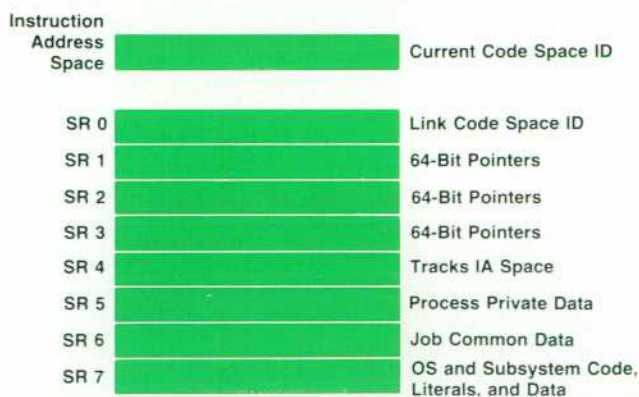 Instruction
Address
Space
Current Code Space ID
SR 0
Link Code Space ID
SR 1
64-Bit Pointers
SR 2
64-Bit Pointers
SR 3
64-Bit Pointers
SR 4
Tracks IA Space
SR 5
Process Private Data
SR 6
Job Common Data
SR 7
OS and Subsystem Code,
Literals, and Data